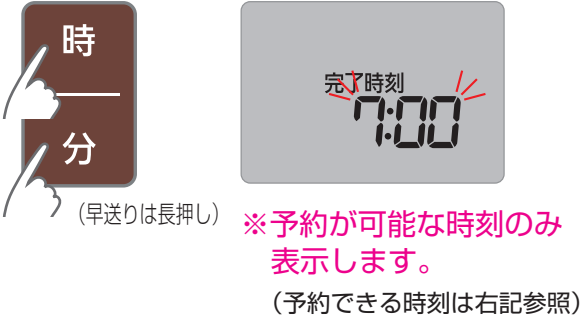 時
分
(早送りは長押し)
完了時刻
7:00
※予約が可能な時刻のみ
表示します。
(予約できる時刻は右記参照)